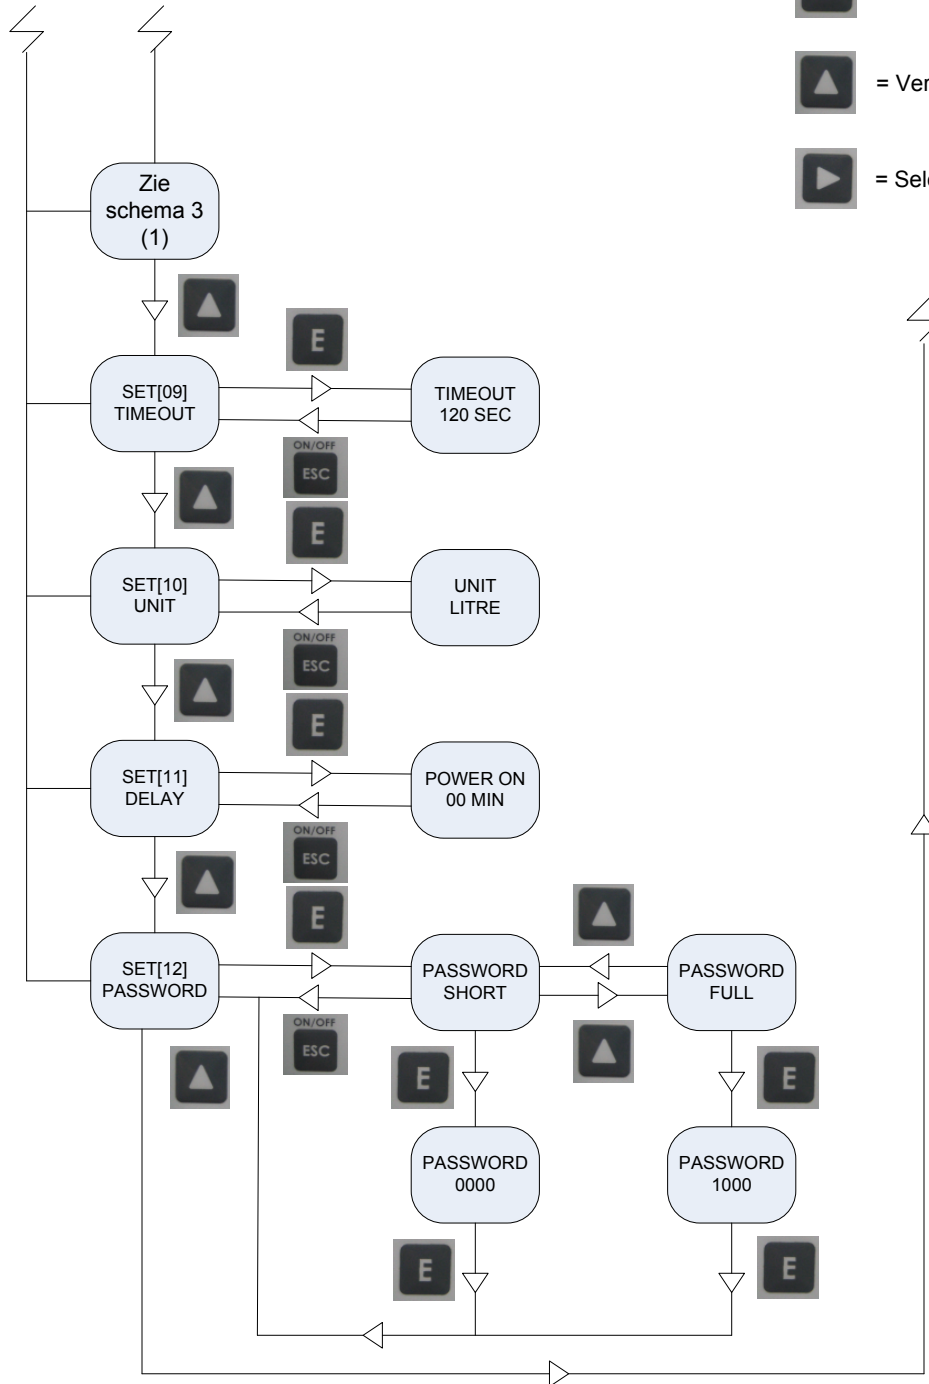 = Ver
= Sel
Zie
schema 3
(1)
E
SET[09]
TIMEOUT
TIMEOUT
120 SEC
ON/OFF
ESC
E
SET[10]
UNIT
UNIT
LITRE
ON/OFF
ESC
E
SET[11]
DELAY
POWER ON
00 MIN
ON/OFF
ESC
E
SET[12]
PASSWORD
PASSWORD
SHORT
PASSWORD
FULL
ON/OFF
ESC
E
E
PASSWORD
0000
PASSWORD
1000
E
E